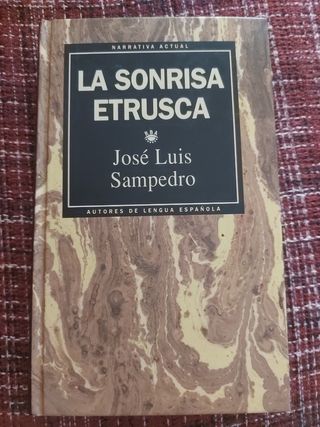 NARRATIVA ACTUAL
LA SONRISA
ETRUSCA
José Luis
Sampedro
AUTORES DE LENGUA ESPAÑOLA